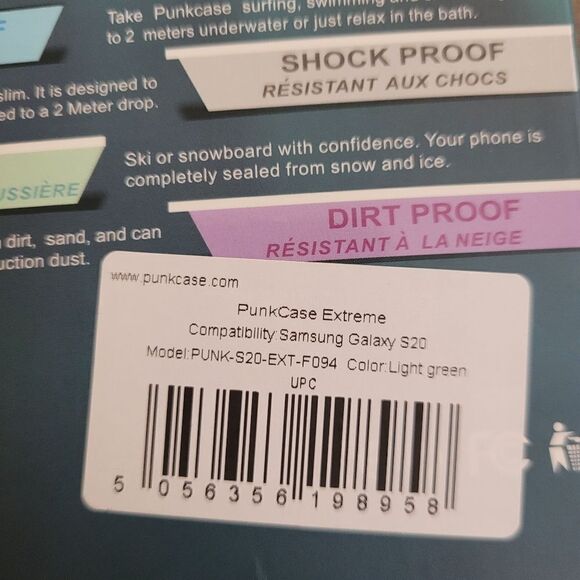 Take Punkcase surfing, swimming
to 2 meters underwater or just relax in the bath.
SHOCK PROOF
RÉSISTANT AUX CHOCS
slim. It is designed to
to a 2 Meter drop.
Ski or snowboard with confidence. Your phone is
completely sealed from snow and ice.
USSIÈRE
DIRT PROOF
RÉSISTANT À LA NEIGE
dirt, sand, and can
uction dust.
www.punkcase.com
PunkCase Extreme
Compatibility:Samsung Galaxy S20
Model:PUNK-S20-EXT-F094 Color:Light green
UPC
5 056356 198958
FC